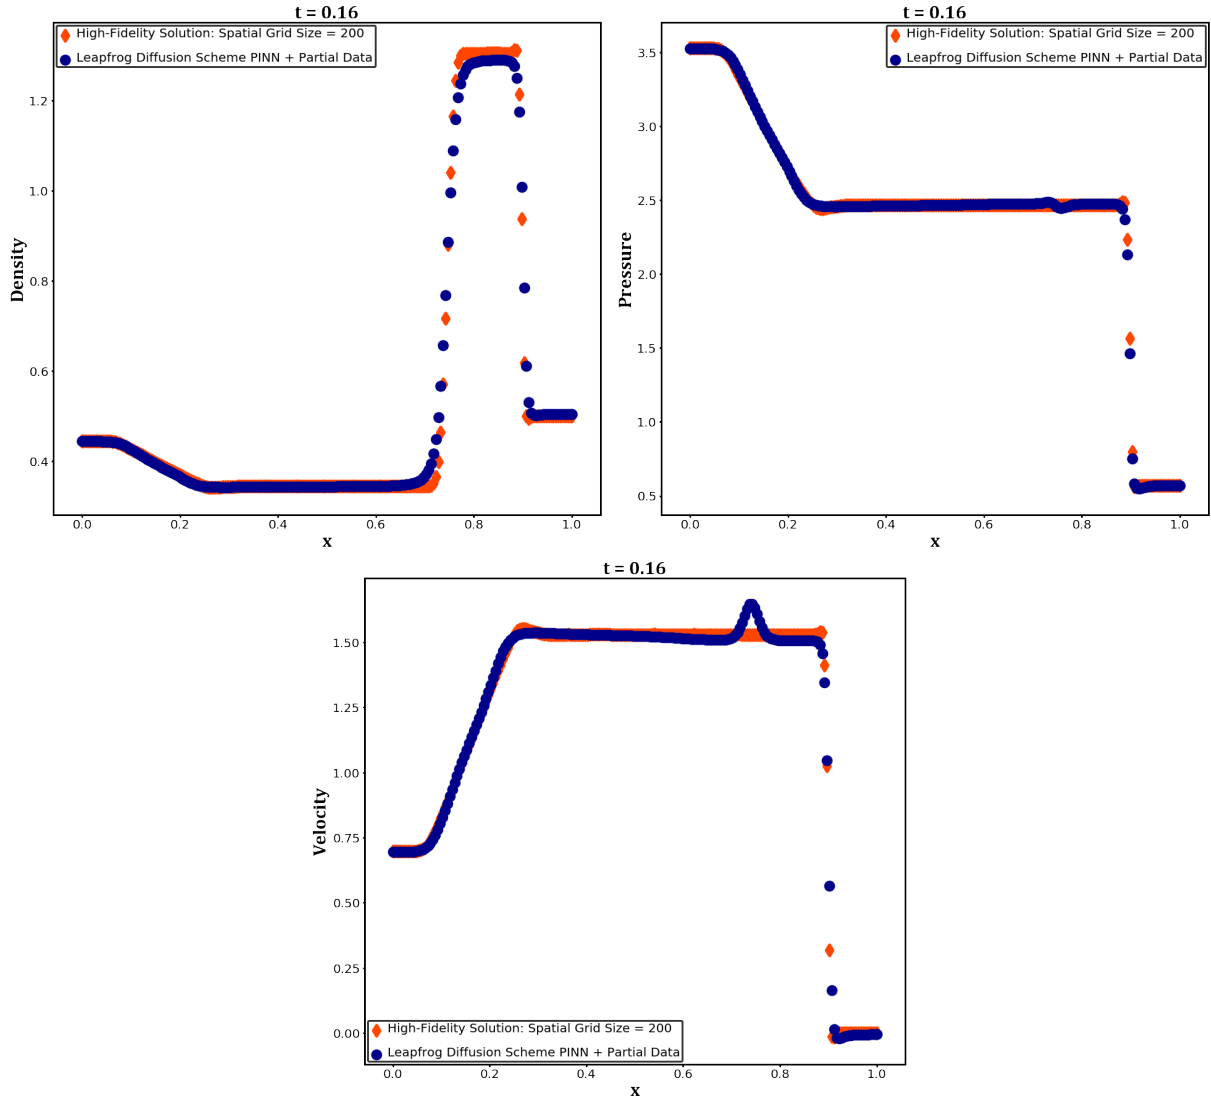 t = 0.16
High-Fidelity Solution: Spatial Grid Size = 200
Leapfrog Diffusion Scheme PINN + Partial Data
Density
1.2
1.0
0.8
0.6
0.4
0.0 0.2 0.4 0.6 0.8 1.0
x
t = 0.16
High-Fidelity Solution: Spatial Grid Size = 200
Leapfrog Diffusion Scheme PINN + Partial Data
Pressure
3.5
3.0
2.5
2.0
1.5
1.0
0.5
0.0 0.2 0.4 0.6 0.8 1.0
x
t = 0.16
Velocity
1.50
1.25
1.00
0.75
0.50
0.25
0.00
High-Fidelity Solution: Spatial Grid Size = 200
Leapfrog Diffusion Scheme PINN + Partial Data
0.0 0.2 0.4 0.6 0.8 1.0
x